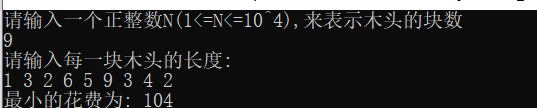 请输入一个正整数N(1<=N<=10^4),来表示木头的块数
9
请输入每一块木头的长度:
1 3 2 6 5 9 3 4 2
最小的花费为: 104